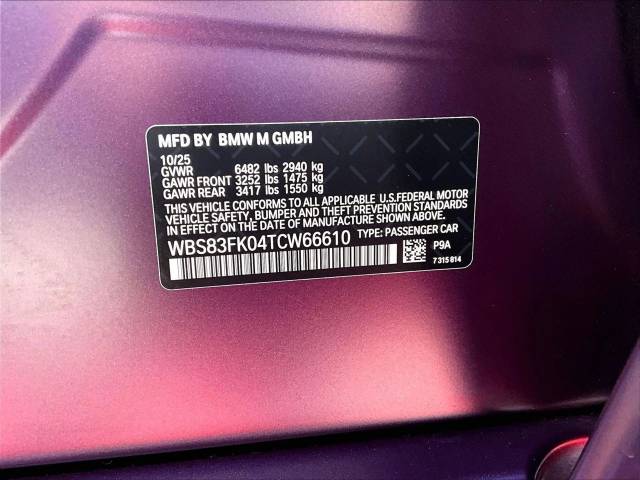 MFD BY BMW M GMBH
10/25
GVWR 6482 lbs 2940 kg
GAWR FRONT 3252 lbs 1475 kg
GAWR REAR 3417 lbs 1550 kg
THIS VEHICLE CONFORMS TO ALL APPLICABLE U.S.FEDERAL MOTOR
VEHICLE SAFETY, BUMPER AND THEFT PREVENTION STANDARDS
IN EFFECT ON THE DATE OF MANUFACTURE SHOWN ABOVE.
WBS83FK04TCW66610 TYPE: PASSENGER CAR
P9A
7 315 814